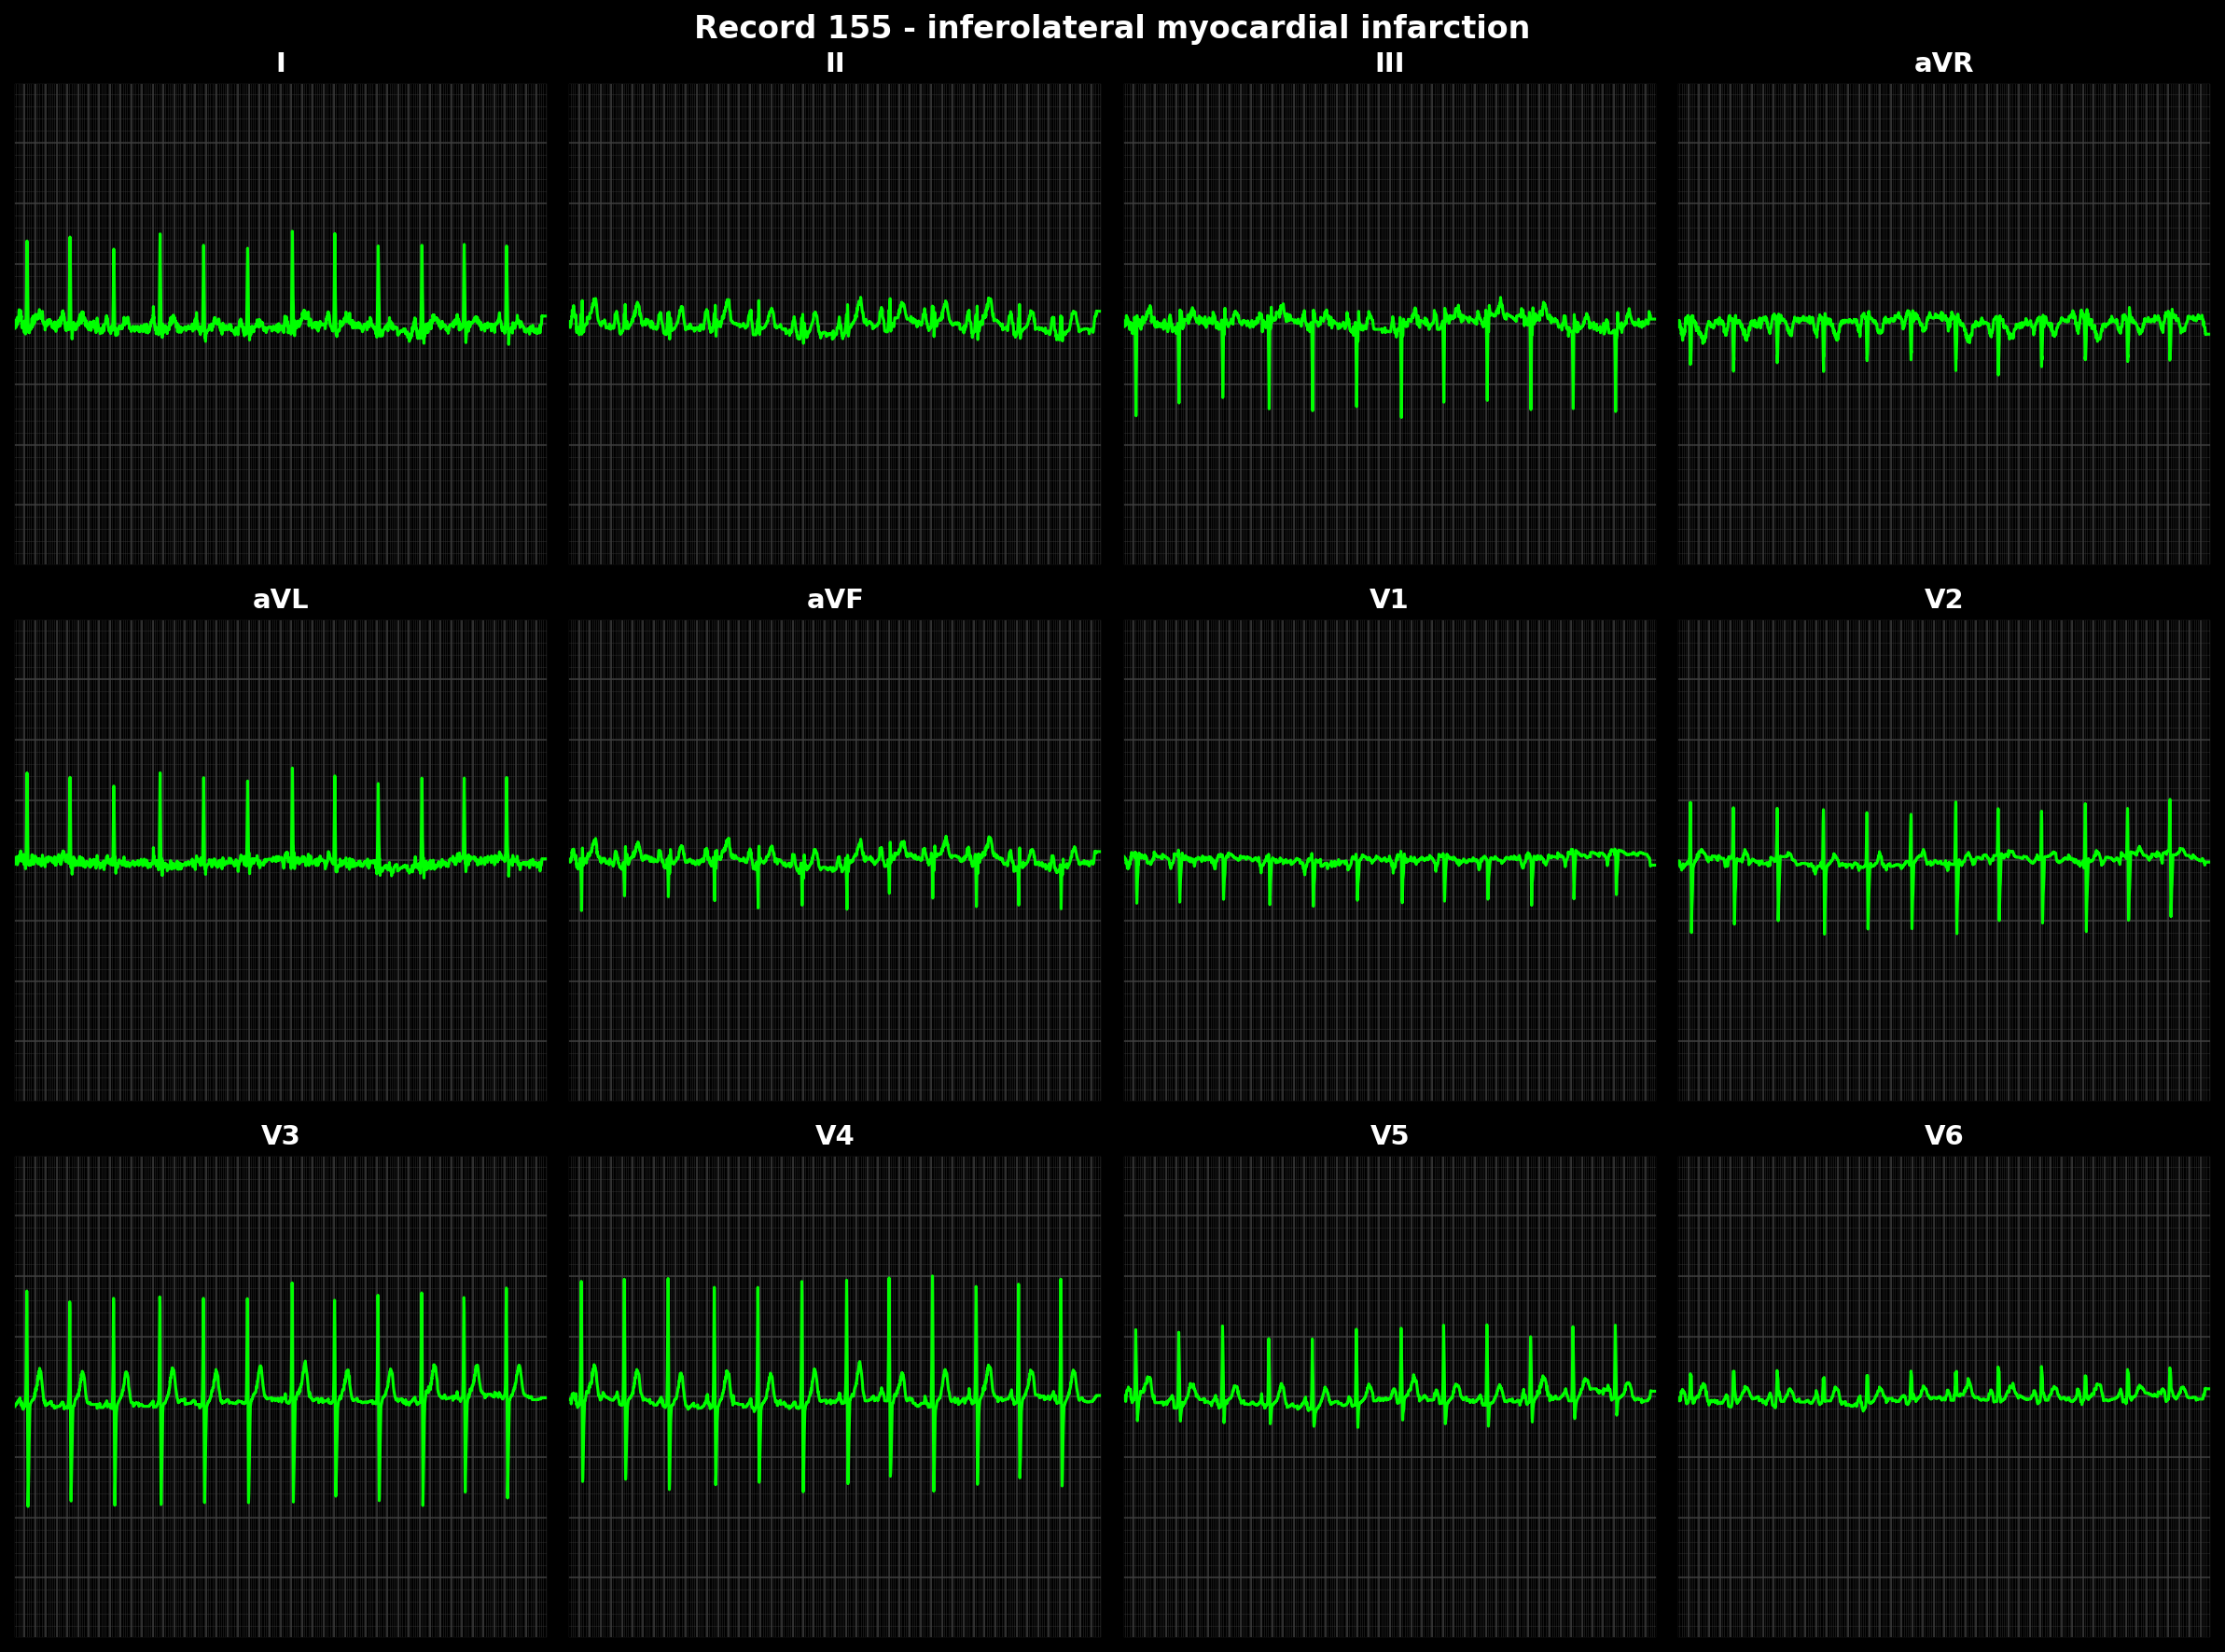 Record 155 - inferolateral myocardial infarction
I
II
III
aVR
aVL
aVF
V1
V2
V3
V4
V5
V6